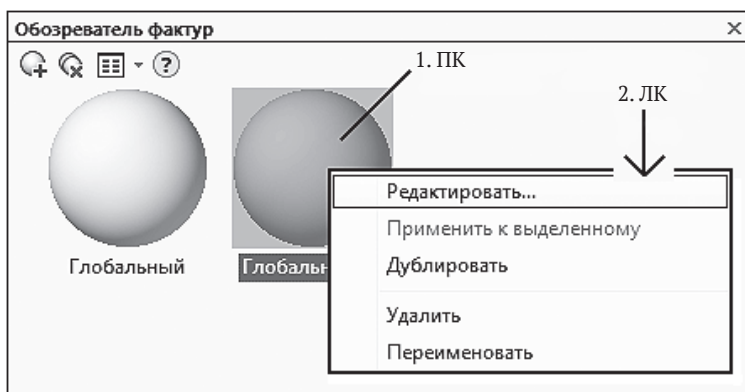 Обозреватель фактур
1. ПК
2. ЛК
Глобальный
Глобальн
Редактировать...
Применить к выделенному
Дублировать
Удалить
Переименовать